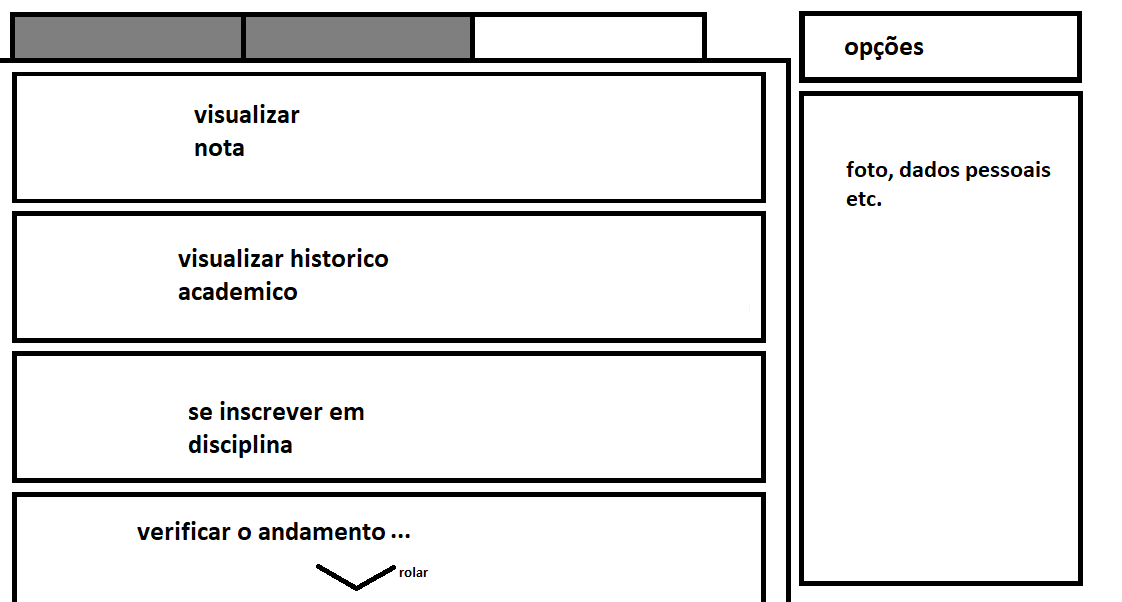 visualizar
nota
visualizar historico
academico
se inscrever em
disciplina
verificar o andamento ...
rolar
opções
foto, dados pessoais
etc.